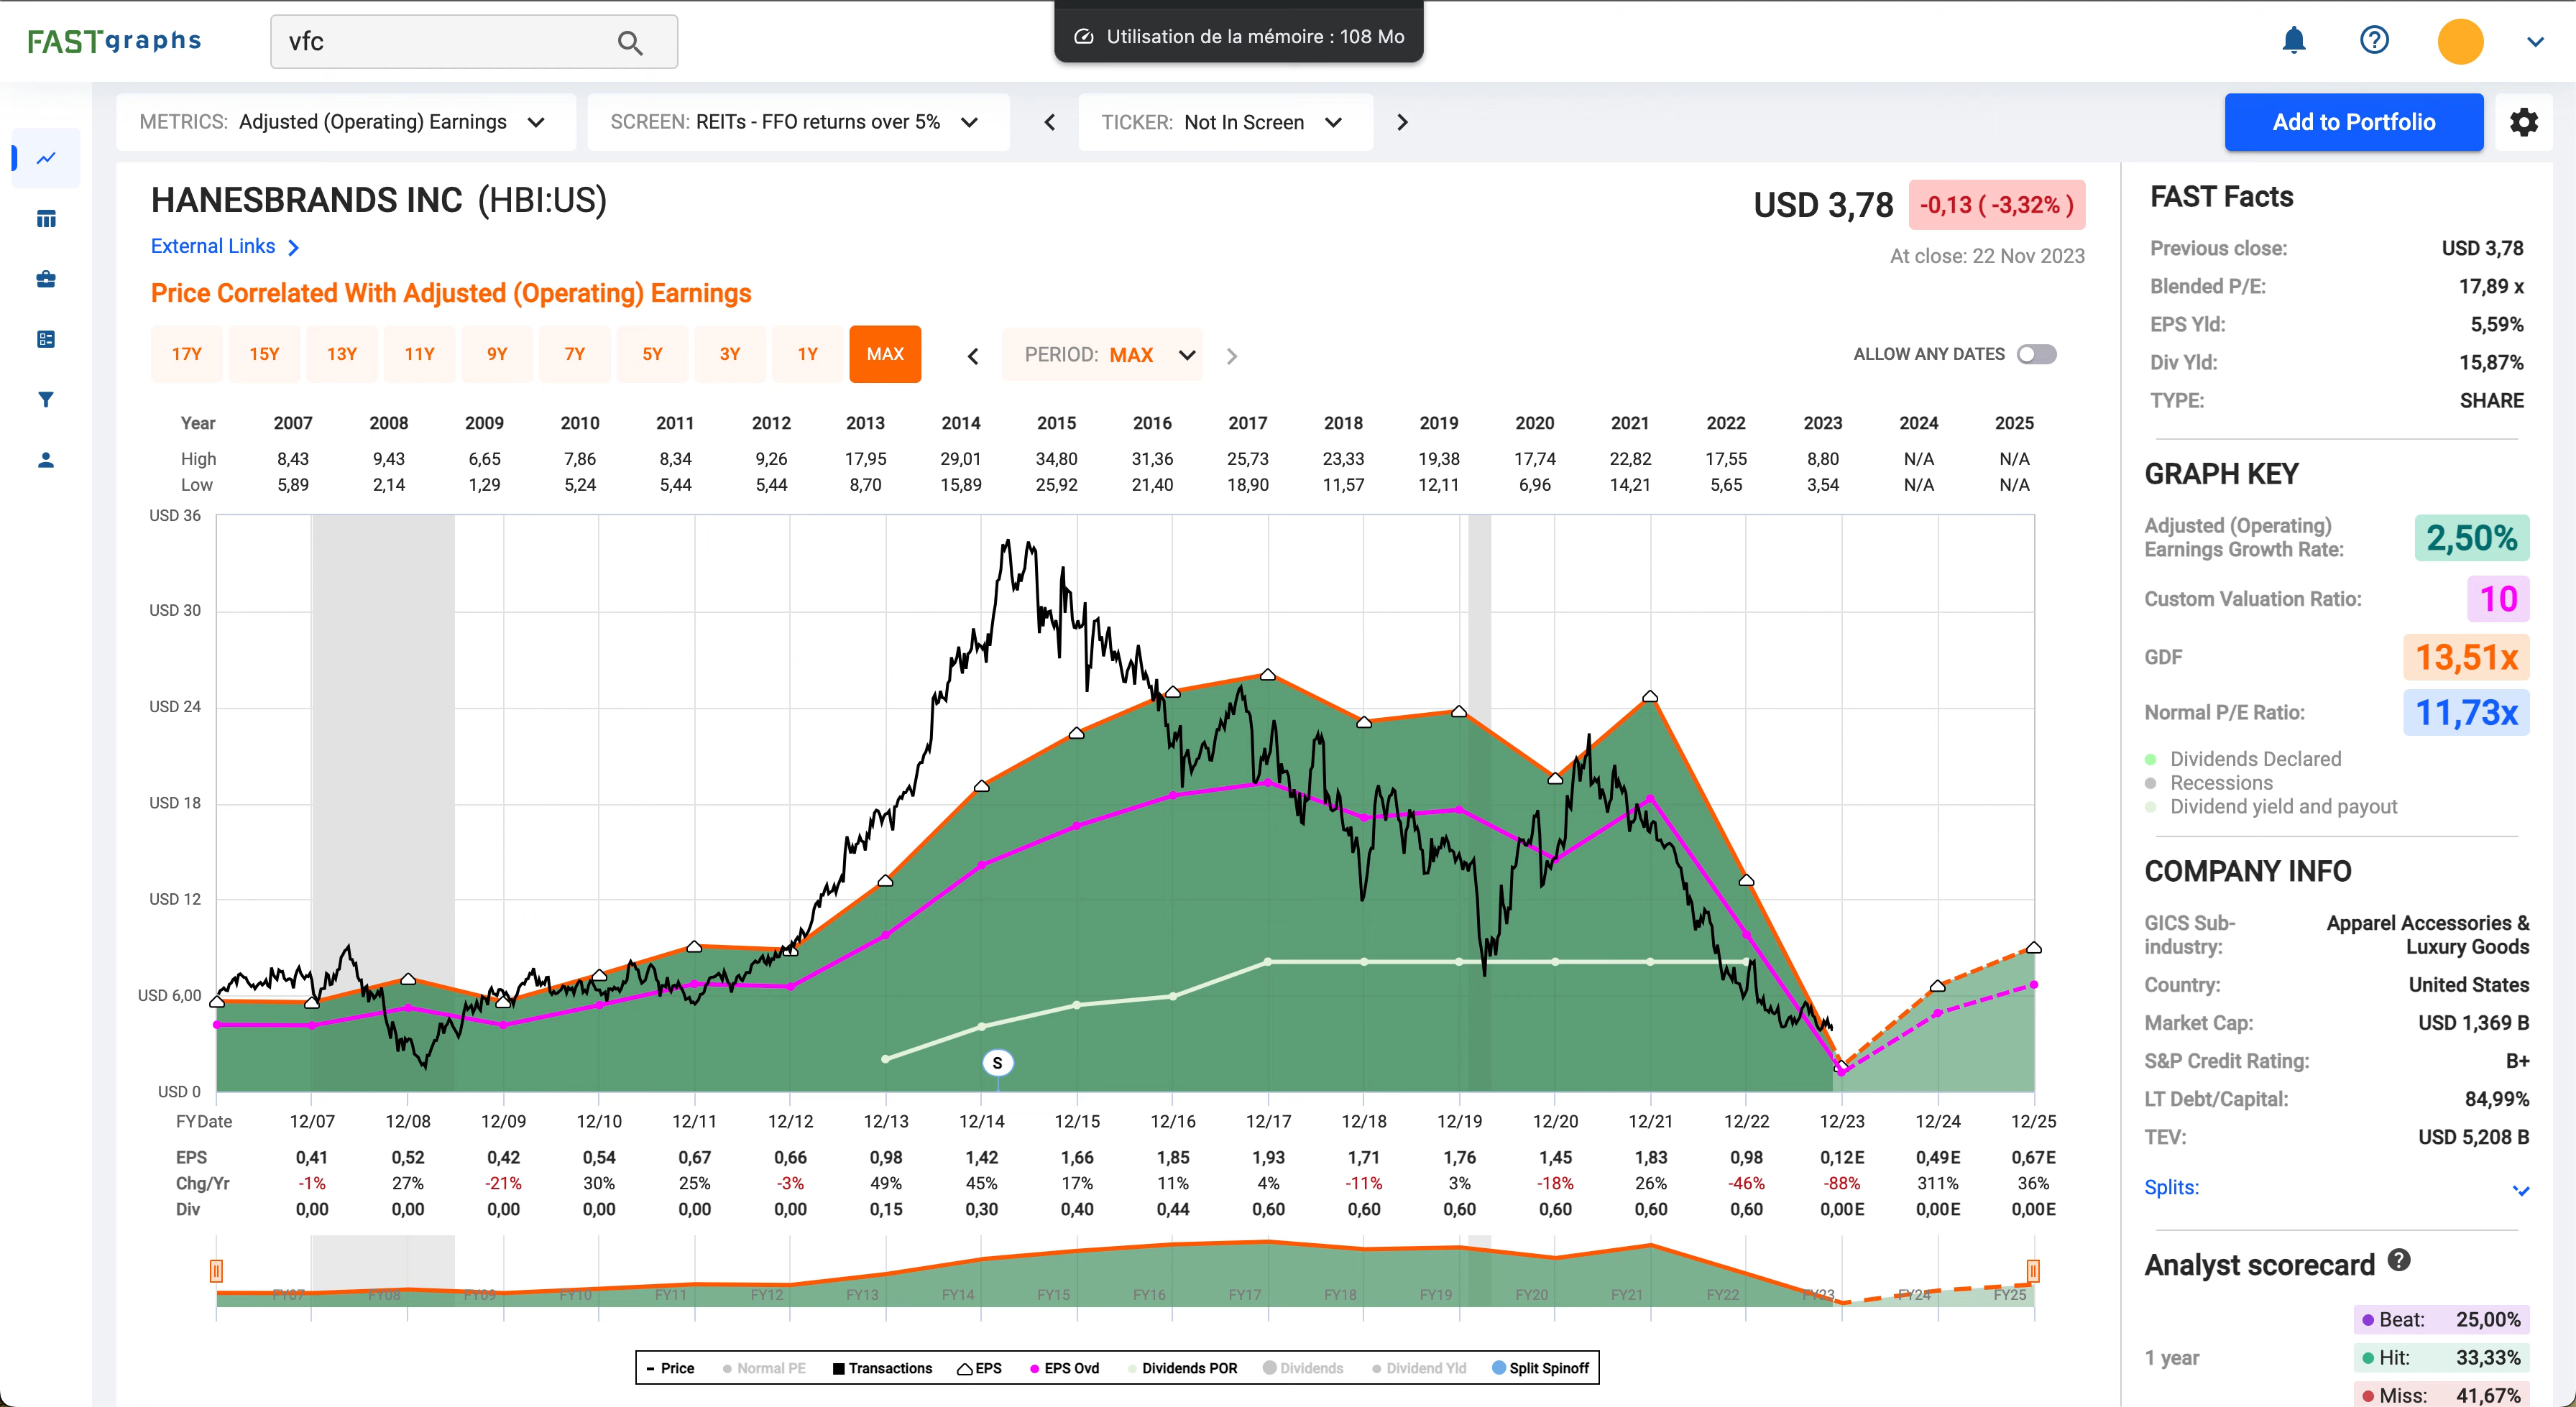 FASTgraphs
vfc
Utilisation de la mémoire : 108 Mo
METRICS: Adjusted (Operating) Earnings
SCREEN: REITs - FFO returns over 5%
TICKER: Not In Screen
Add to Portfolio
HANESBRANDS INC (HBI:US)
USD 3,78 -0,13 ( -3,32% )
External Links
At close: 22 Nov 2023
Price Correlated With Adjusted (Operating) Earnings
17Y 15Y 13Y 11Y 9Y 7Y 5Y 3Y 1Y MAX
PERIOD: MAX
ALLOW ANY DATES
Year 2007 2008 2009 2010 2011 2012 2013 2014 2015 2016 2017 2018 2019 2020 2021 2022 2023 2024 2025
High 8,43 9,43 6,65 7,86 8,34 9,26 17,95 29,01 34,80 31,36 25,73 23,33 19,38 17,74 22,82 17,55 8,80 N/A N/A
Low 5,89 2,14 1,29 5,24 5,44 5,44 8,70 15,89 25,92 21,40 18,90 11,57 12,11 6,96 14,21 5,65 3,54 N/A N/A
USD 36
USD 30
USD 24
USD 18
USD 12
USD 6,00
USD 0
S
FYDate 12/07 12/08 12/09 12/10 12/11 12/12 12/13 12/14 12/15 12/16 12/17 12/18 12/19 12/20 12/21 12/22 12/23 12/24 12/25
EPS 0,41 0,52 0,42 0,54 0,67 0,66 0,98 1,42 1,66 1,85 1,93 1,71 1,76 1,45 1,83 0,98 0,12E 0,49E 0,67E
Chg/Yr -1% 27% -21% 30% 25% -3% 49% 45% 17% 11% 4% -11% 3% -18% 26% -46% -88% 311% 36%
Div 0,00 0,00 0,00 0,00 0,00 0,00 0,15 0,30 0,40 0,44 0,60 0,60 0,60 0,60 0,60 0,60 0,00E 0,00E 0,00E
FY07 FY08 FY09 FY10 FY11 FY12 FY13 FY14 FY15 FY16 FY17 FY18 FY19 FY20 FY21 FY22 FY23 FY24 FY25
Price Normal PE Transactions EPS EPS Ovd Dividends POR Dividends Dividend Yld Split Spinoff
FAST Facts
Previous close: USD 3,78
Blended P/E: 17,89 x
EPS Yld: 5,59%
Div Yld: 15,87%
TYPE: SHARE
GRAPH KEY
Adjusted (Operating)
Earnings Growth Rate: 2,50%
Custom Valuation Ratio: 10
GDF 13,51x
Normal P/E Ratio: 11,73x
Dividends Declared
Recessions
Dividend yield and payout
COMPANY INFO
GICS Sub-
industry:
Apparel Accessories &
Luxury Goods
Country: United States
Market Cap: USD 1,369 B
S&P Credit Rating: B+
LT Debt/Capital: 84,99%
TEV: USD 5,208 B
Splits:
Analyst scorecard
1 year
Beat: 25,00%
Hit: 33,33%
Miss: 41,67%